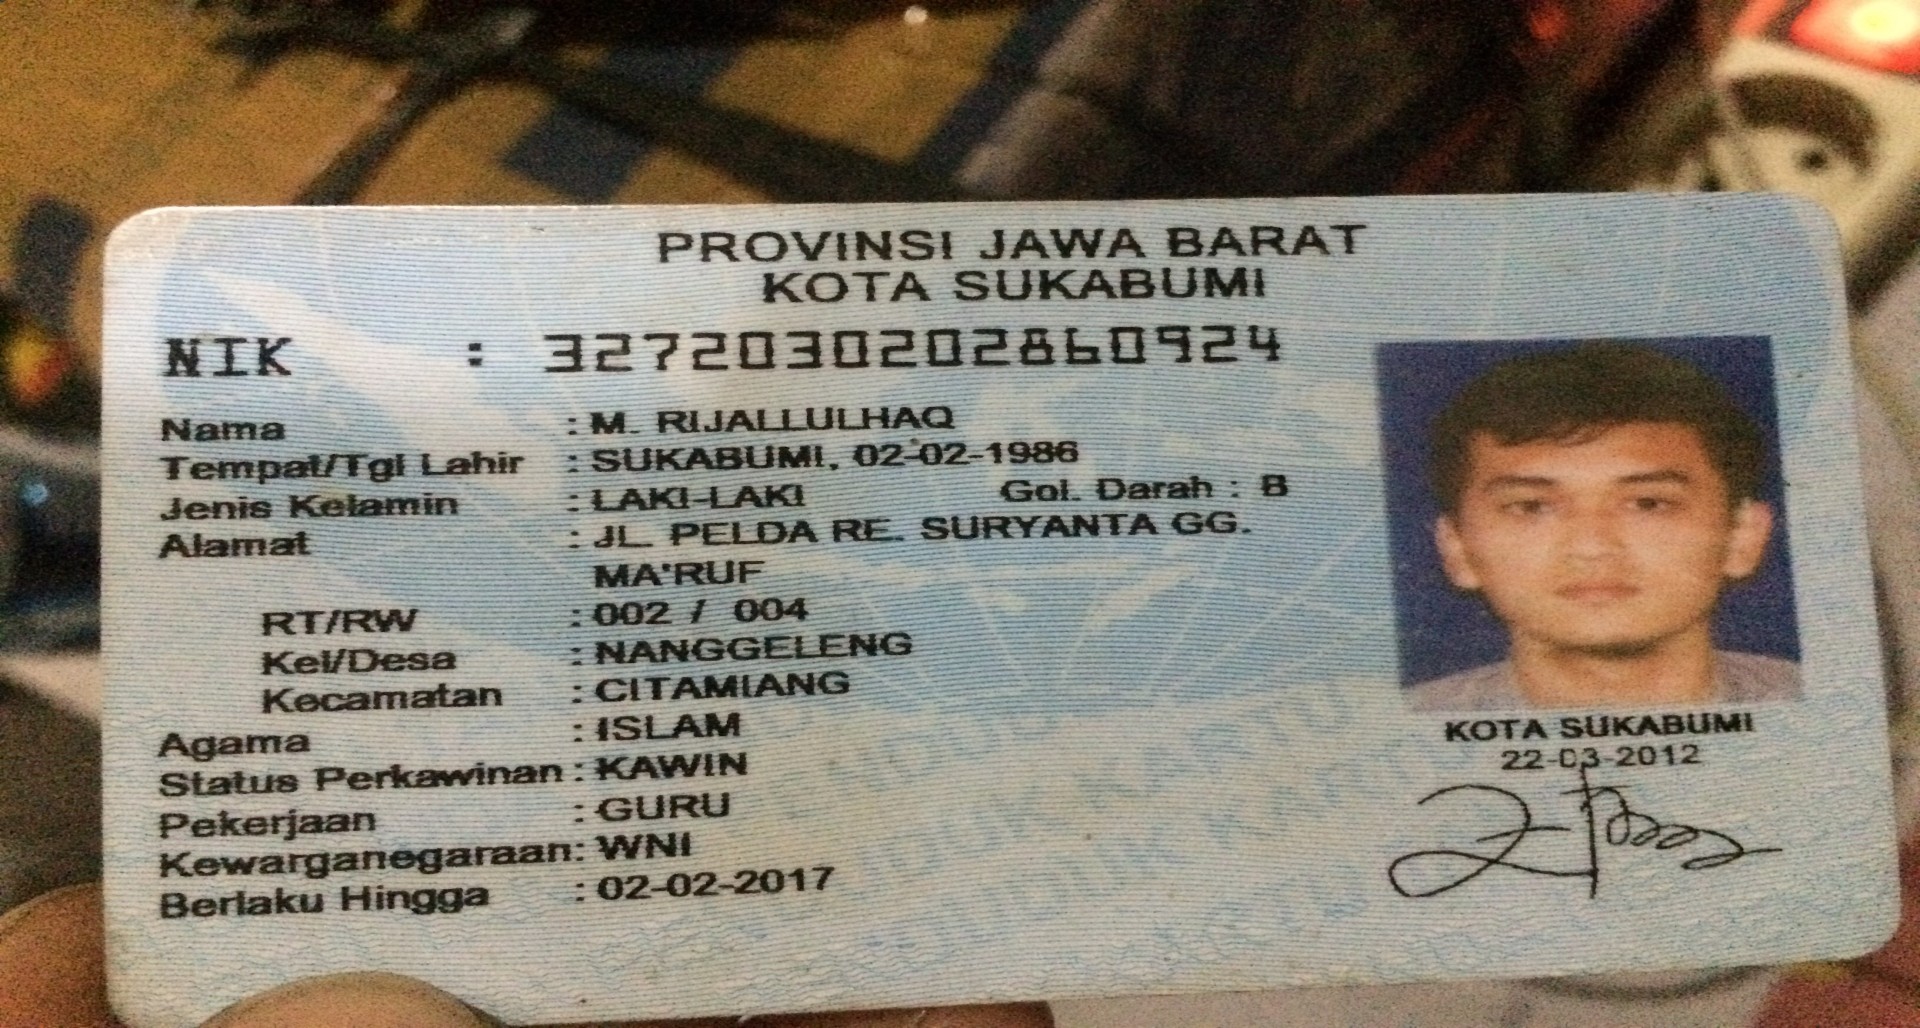 PROVINSI JAWA BARAT
KOTA SUKABUMI
NIK : 3272030202860924
Nama : M. RIJALLULHAQ
Tempat/Tgl Lahir : SUKABUMI, 02-02-1986
Jenis Kelamin : LAKI-LAKI Gol. Darah : B
Alamat : JL. PELDA RE. SURYANTA GG.
MA'RUF
RT/RW : 002 / 004
Kel/Desa : NANGGELENG
Kecamatan : CITAMIANG
Agama : ISLAM
Status Perkawinan : KAWIN
Pekerjaan : GURU
Kewarganegaraan: WNI
Berlaku Hingga : 02-02-2017
KOTA SUKABUMI
22-03-2012